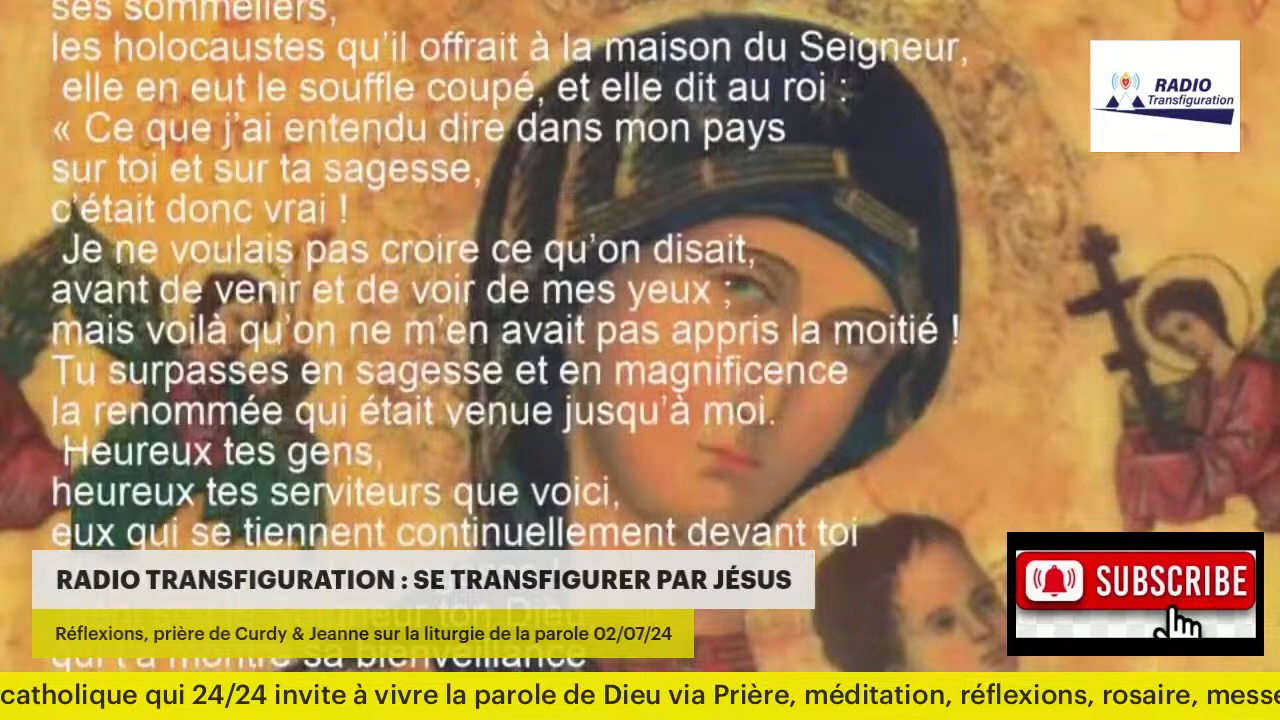 ses sommeliers,
les holocaustes qu’il offrait à la maison du Seigneur,
elle en eut le souffle coupé, et elle dit au roi :
« Ce que j’ai entendu dire dans mon pays
sur toi et sur ta sagesse,
c’était donc vrai !
Je ne voulais pas croire ce qu’on disait,
avant de venir et de voir de mes yeux ;
mais voilà qu’on ne m’en avait pas appris la moitié !
Tu surpasses en sagesse et en magnificence
la renommée qui était venue jusqu’à moi.
Heureux tes gens,
heureux tes serviteurs que voici,
eux qui se tiennent continuellement devant toi
ton Dieu
qui t’a montré sa bienveillance
RADIO
Transfiguration
SUBSCRIBE
RADIO TRANSFIGURATION : SE TRANSFIGURER PAR JÉSUS
Réflexions, prière de Curdy & Jeanne sur la liturgie de la parole 02/07/24
catholique qui 24/24 invite à vivre la parole de Dieu via Prière, méditation, réflexions, rosaire, messe